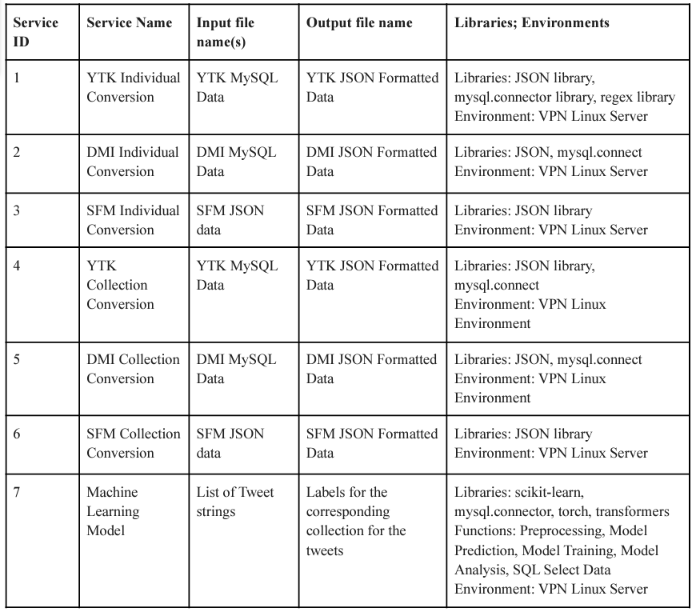 Service ID
Service Name
Input file name(s)
Output file name
Libraries; Environments
1
YTK Individual Conversion
YTK MySQL Data
YTK JSON Formatted Data
Libraries: JSON library,
mysql.connector library, regex library
Environment: VPN Linux Server
2
DMI Individual Conversion
DMI MySQL Data
DMI JSON Formatted Data
Libraries: JSON, mysql.connect
Environment: VPN Linux Server
3
SFM Individual Conversion
SFM JSON data
SFM JSON Formatted Data
Libraries: JSON library
Environment: VPN Linux Server
4
YTK Collection Conversion
YTK MySQL Data
YTK JSON Formatted Data
Libraries: JSON library,
mysql.connect
Environment: VPN Linux
Environment
5
DMI Collection Conversion
DMI MySQL Data
DMI JSON Formatted Data
Libraries: JSON, mysql.connect
Environment: VPN Linux
Environment
6
SFM Collection Conversion
SFM JSON data
SFM JSON Formatted Data
Libraries: JSON library
Environment: VPN Linux Server
7
Machine Learning Model
List of Tweet strings
Labels for the corresponding collection for the tweets
Libraries: scikit-learn,
mysql.connector, torch, transformers
Functions: Preprocessing, Model
Prediction, Model Training, Model
Analysis, SQL Select Data
Environment: VPN Linux Server